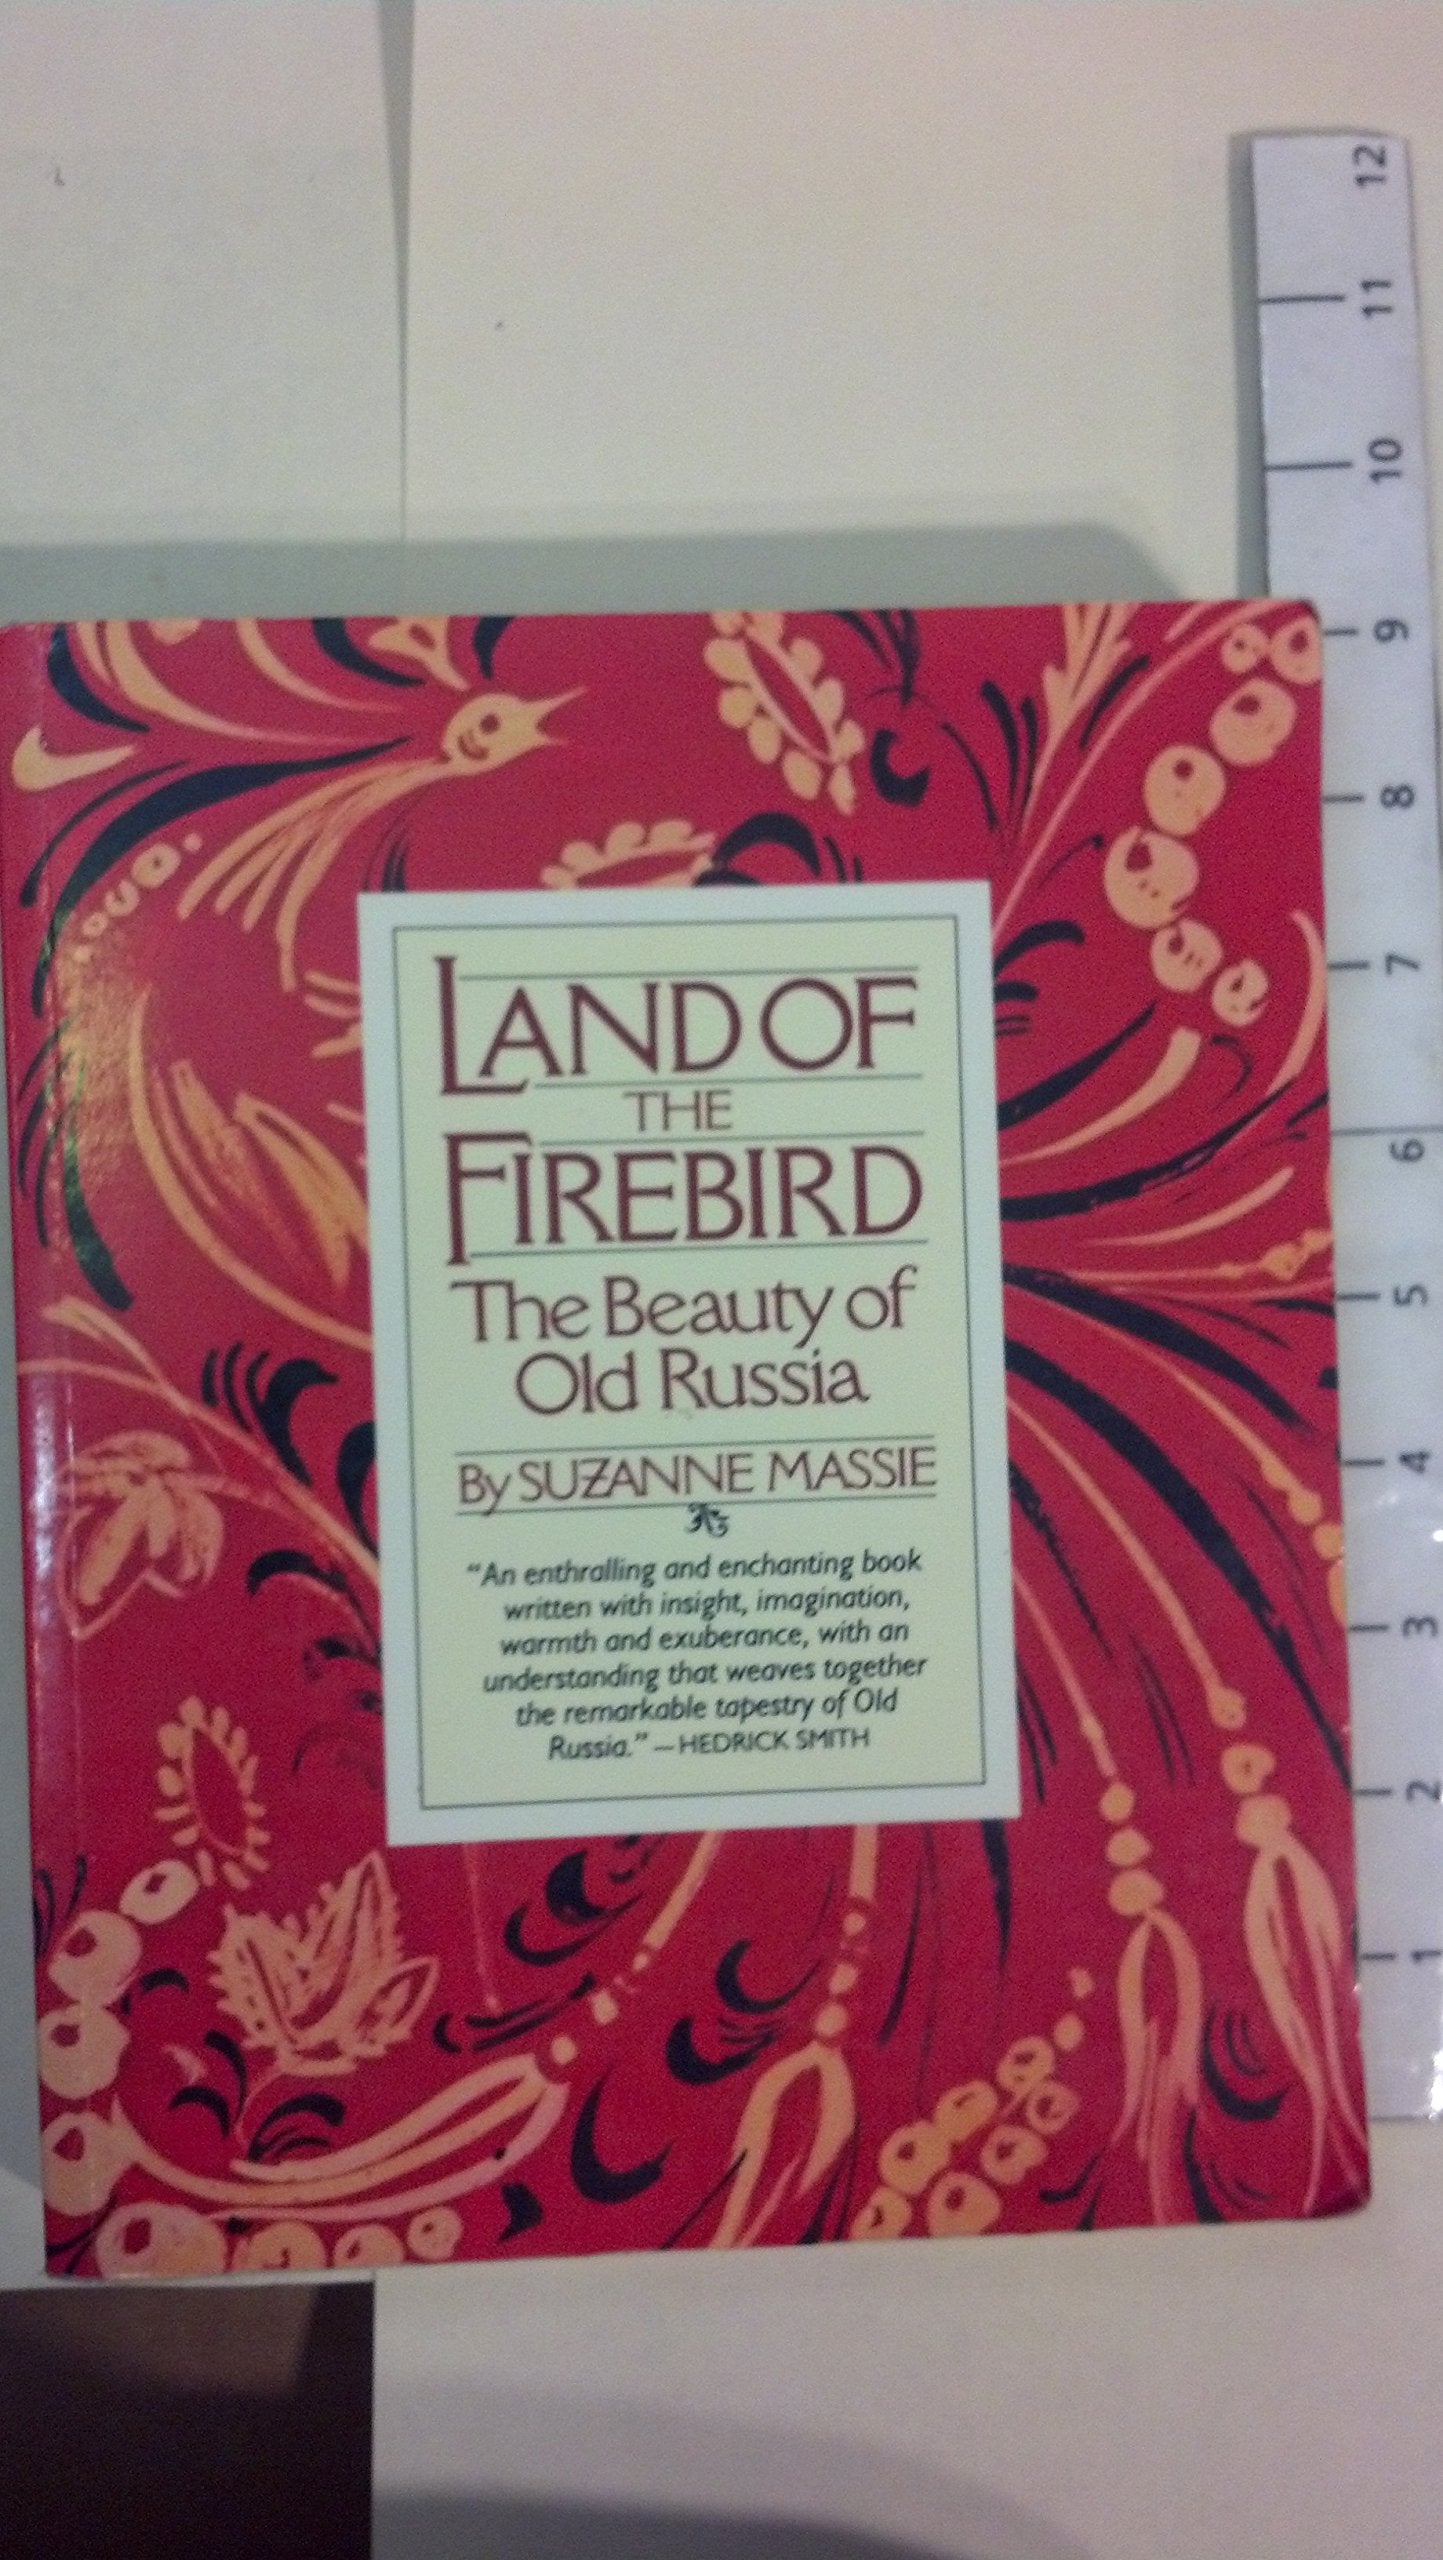 LAND OF
THE
FIREBIRD
The Beauty of
Old Russia
By SUZANNE MASSIE
"An enthralling and enchanting book
written with insight, imagination,
warmth and exuberance, with an
understanding that weaves together
the remarkable tapestry of Old
Russia." —HEDRICK SMITH
12
11
10
9
8
7
6
5
4
3
2
1